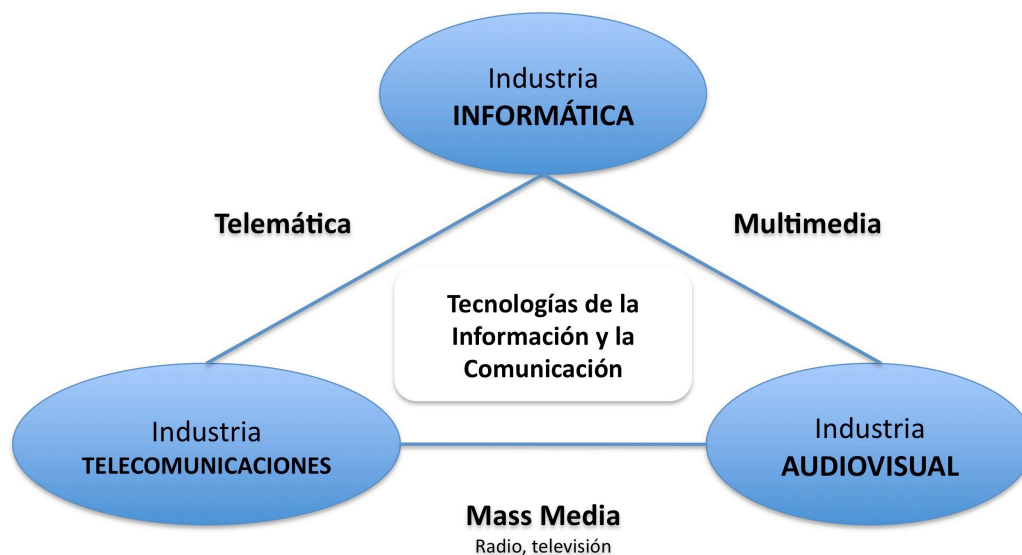 Industria
INFORMÁTICA
Telemática
Multimedia
Tecnologías de la
Información y la
Comunicación
Industria
TELECOMUNICACIONES
Industria
AUDIOVISUAL
Mass Media
Radio, televisión